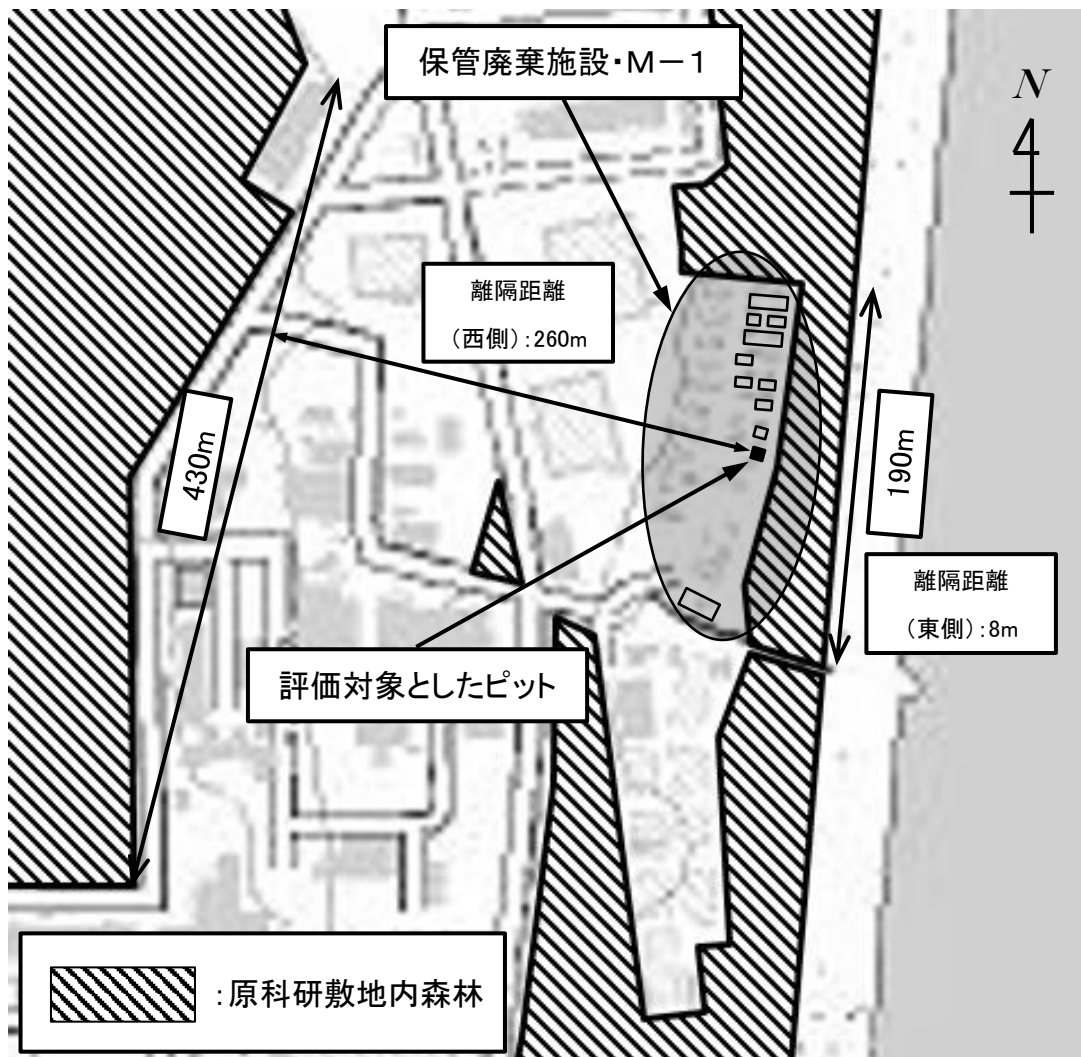 保管廃棄施設・M－1
N
離隔距離
（西側）：260m
430m
190m
離隔距離
（東側）：8m
評価対象としたピット
：原科研敷地内森林